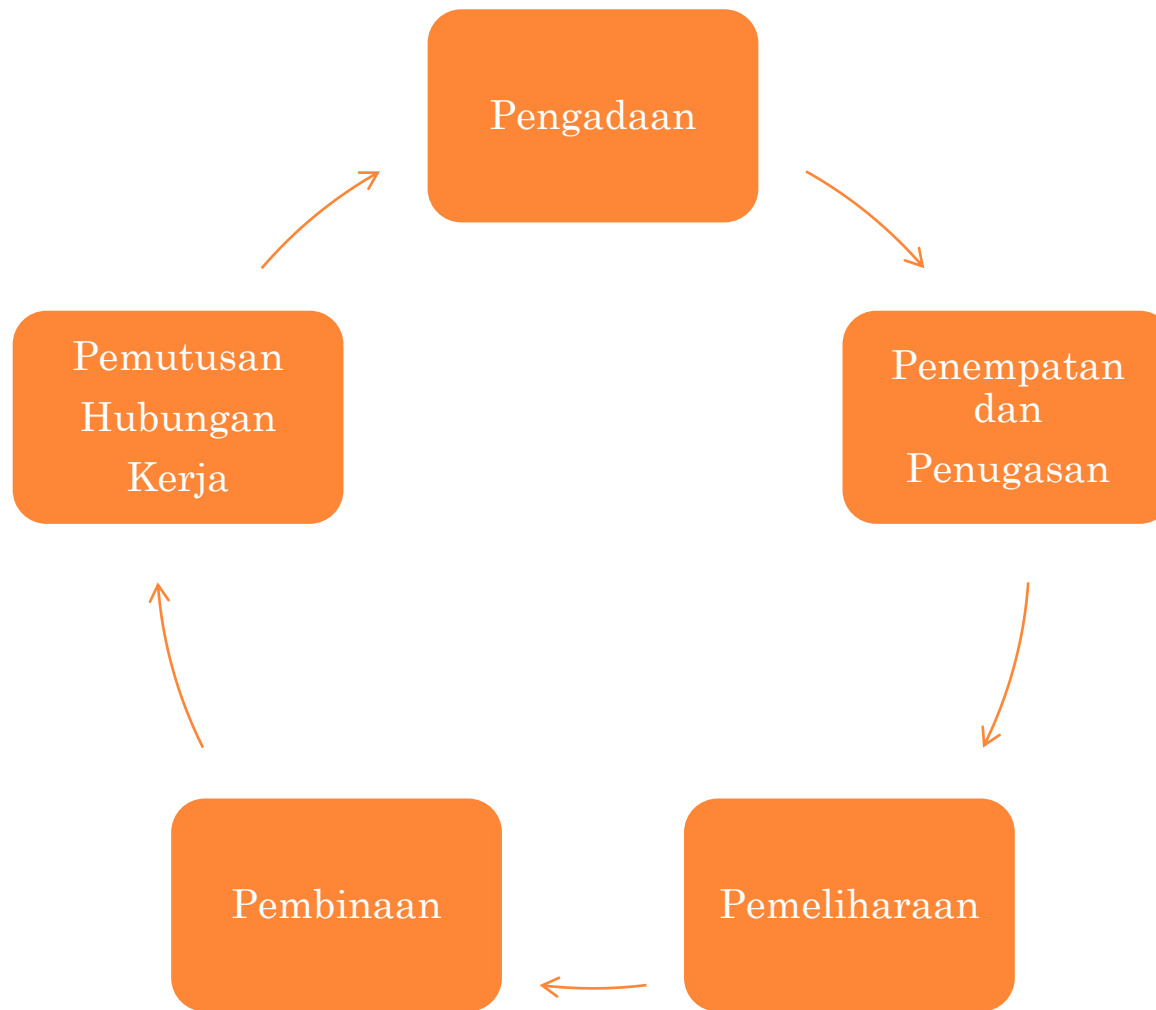 Pengadaan
Penempatan
dan
Penugasan
Pemeliharaan
Pembinaan
Pemutusan
Hubungan
Kerja